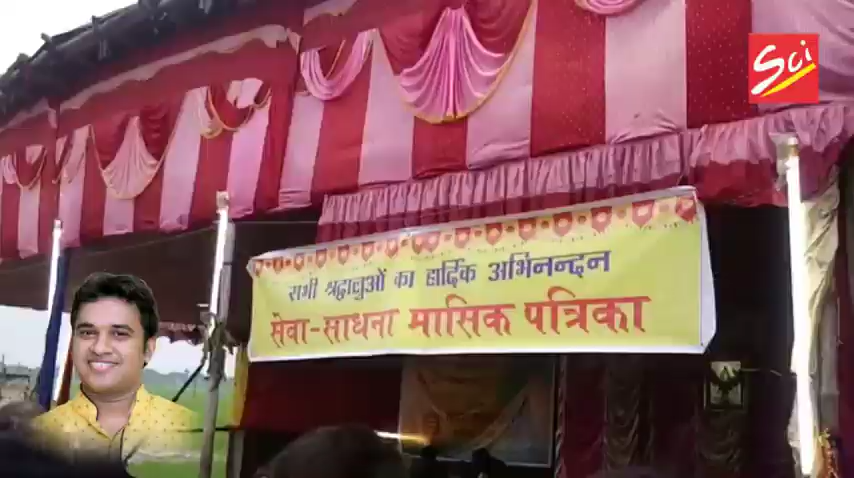 Sci
सभी श्रद्धालुओं का हार्दिक अभिनन्दन
सेवा-साधना मासिक पत्रिका